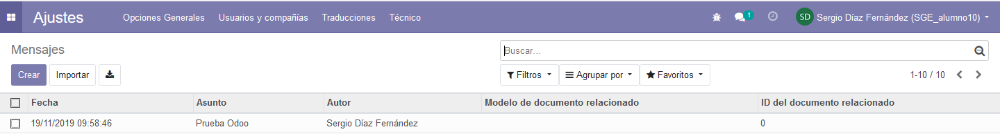 Ajustes Opciones Generales Usuarios y compañías Traducciones Técnico 1 SD Sergio Díaz Fernández (SGE_alumno10)
Mensajes Buscar...
Crear Importar Filtros Agrupar por Favoritos 1-10 / 10
Fecha Asunto Autor Modelo de documento relacionado ID del documento relacionado
19/11/2019 09:58:46 Prueba Odoo Sergio Díaz Fernández 0